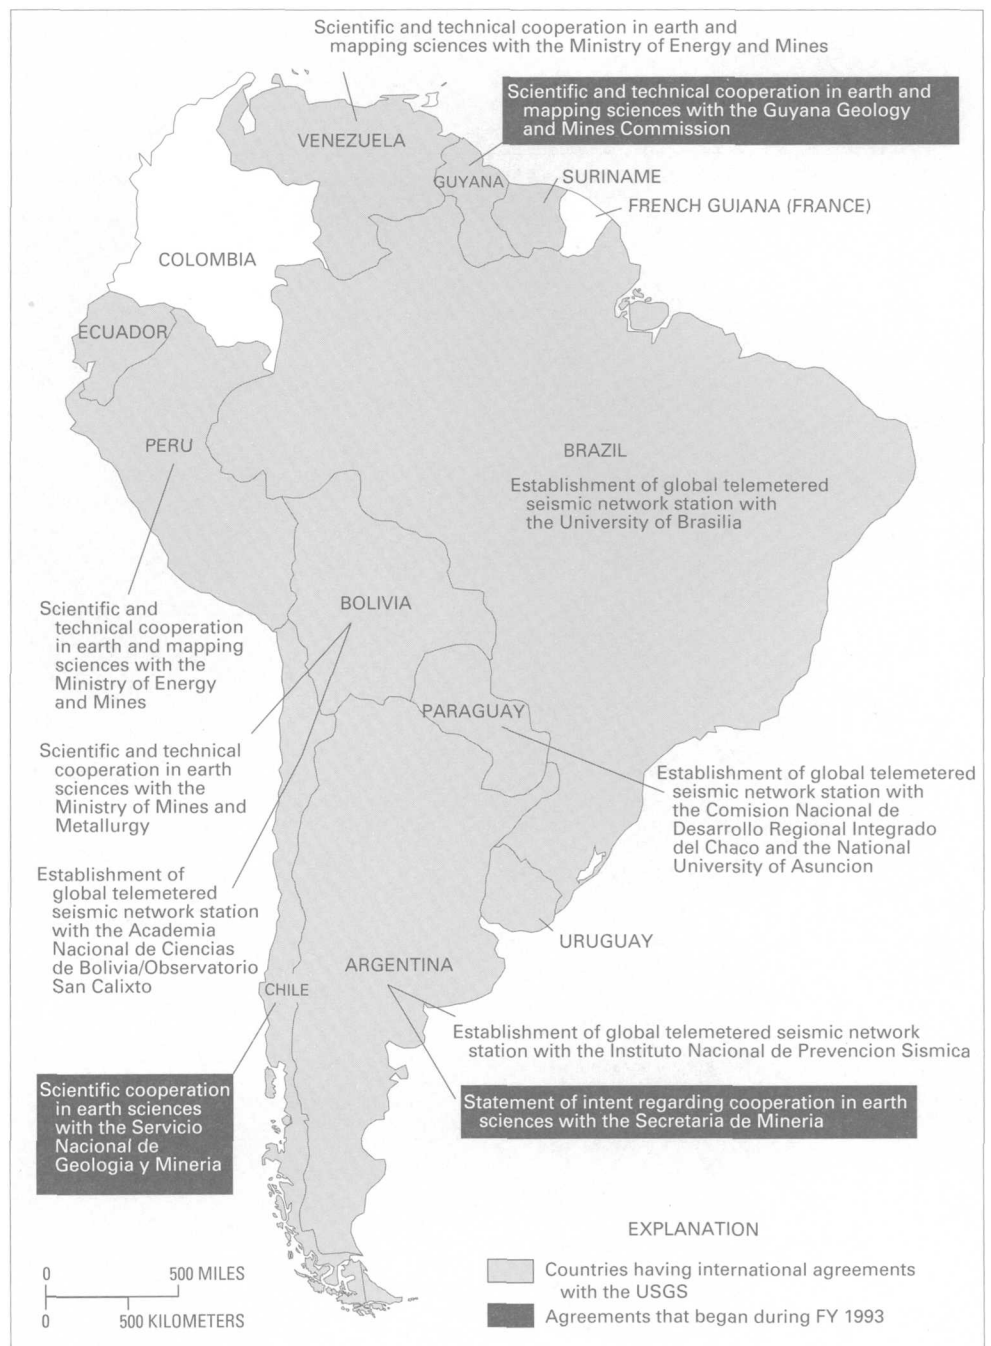 Scientific and technical cooperation in earth and
mapping sciences with the Ministry of Energy and Mines
Scientific and technical cooperation in earth and
mapping sciences with the Guyana Geology
and Mines Commission
VENEZUELA
GUYANA
SURINAME
FRENCH GUIANA (FRANCE)
COLOMBIA
ECUADOR
PERU
BRAZIL
Establishment of global telemetered
seismic network station with
the University of Brasilia
Scientific and
technical cooperation
in earth and mapping
sciences with the
Ministry of Energy
and Mines
BOLIVIA
PARAGUAY
Scientific and technical
cooperation in earth
sciences with the
Ministry of Mines and
Metallurgy
Establishment of global telemetered
seismic network station with
the Comision Nacional de
Desarrollo Regional Integrado
del Chaco and the National
University of Asuncion
Establishment of
global telemetered
seismic network station
with the Academia
Nacional de Ciencias
de Bolivia/Observatorio
San Calixto
URUGUAY
ARGENTINA
CHILE
Establishment of global telemetered seismic network
station with the Instituto Nacional de Prevencion Sismica
Scientific cooperation
in earth sciences
with the Servicio
Nacional de
Geologia y Mineria
Statement of intent regarding cooperation in earth
sciences with the Secretaria de Mineria
EXPLANATION
Countries having international agreements
with the USGS
Agreements that began during FY 1993
0 500 MILES
0 500 KILOMETERS